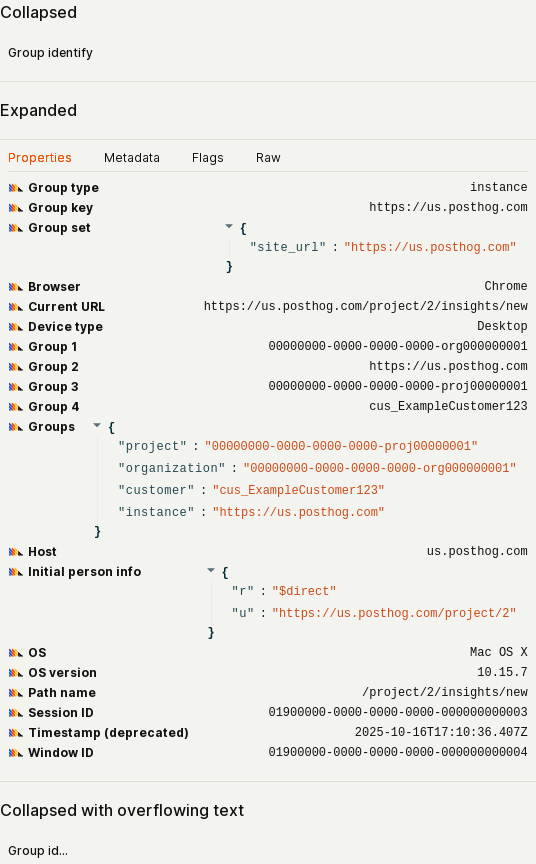 Collapsed
Group identify
Expanded
Properties Metadata Flags Raw
Group type instance
Group key https://us.posthog.com
Group set {
"site_url" : "https://us.posthog.com"
}
Browser Chrome
Current URL https://us.posthog.com/project/2/insights/new
Device type Desktop
Group 1 00000000-0000-0000-0000-org000000001
Group 2 https://us.posthog.com
Group 3 00000000-0000-0000-0000-proj00000001
Group 4 cus_ExampleCustomer123
Groups {
"project" : "00000000-0000-0000-0000-proj00000001"
"organization" : "00000000-0000-0000-0000-org000000001"
"customer" : "cus_ExampleCustomer123"
"instance" : "https://us.posthog.com"
}
Host us.posthog.com
Initial person info {
"r" : "$direct"
"u" : "https://us.posthog.com/project/2"
}
OS Mac OS X
OS version 10.15.7
Path name /project/2/insights/new
Session ID 01900000-0000-0000-0000-000000000003
Timestamp (deprecated) 2025-10-16T17:10:36.407Z
Window ID 01900000-0000-0000-0000-000000000004
Collapsed with overflowing text
Group id...